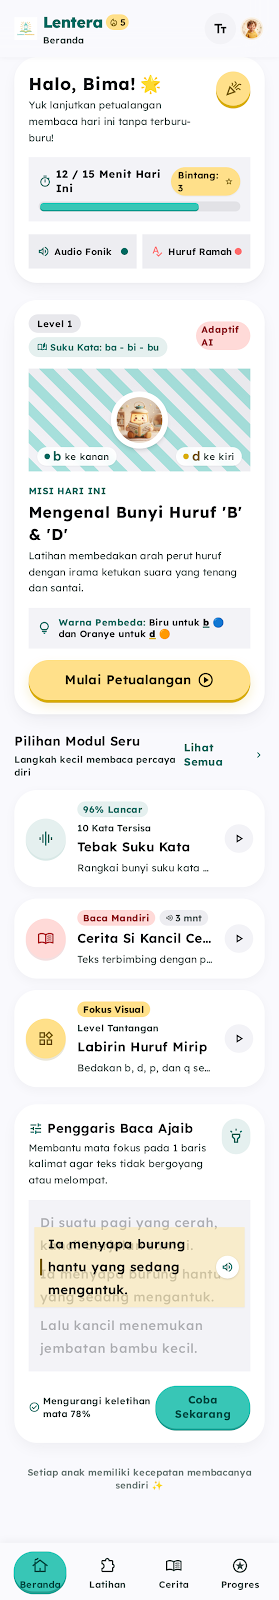 Lentera 5
Beranda
Tт
Halo, Bima! 🌟
Yuk lanjutkan petualangan
membaca hari ini tanpa terburu-
buru!
12 / 15 Menit Hari
Ini
Bintang:
3
Audio Fonik
Huruf Ramah
Level 1
Suku Kata: ba - bi - bu
Adaptif
AI
b ke kanan
d ke kiri
MISI HARI INI
Mengenal Bunyi Huruf 'B'
& 'D'
Latihan membedakan arah perut huruf
dengan irama ketukan suara yang tenang
dan santai.
Warna Pembeda: Biru untuk b 🔵
dan Oranye untuk d 🟠
Mulai Petualangan
Pilihan Modul Seru
Langkah kecil membaca percaya
diri
Lihat
Semua
96% Lancar
10 Kata Tersisa
Tebak Suku Kata
Rangkai bunyi suku kata ...
Baca Mandiri
3 mnt
Cerita Si Kancil Ce...
Teks terbimbing dengan p...
Fokus Visual
Level Tantangan
Labirin Huruf Mirip
Bedakan b, d, p, dan q se...
Penggaris Baca Ajaib
Membantu mata fokus pada 1 baris
kalimat agar teks tidak bergoyang
atau melompat.
Di suatu pagi yang cerah,
Ia menyapa burung
hantu yang sedang
mengantuk.
Ia menyapa burung hantu
yang sedang mengantuk.
Lalu kancil menemukan
jembatan bambu kecil.
Mengurangi keletihan
mata 78%
Coba
Sekarang
Setiap anak memiliki kecepatan membacanya
sendiri ✨
Beranda
Latihan
Cerita
Progres